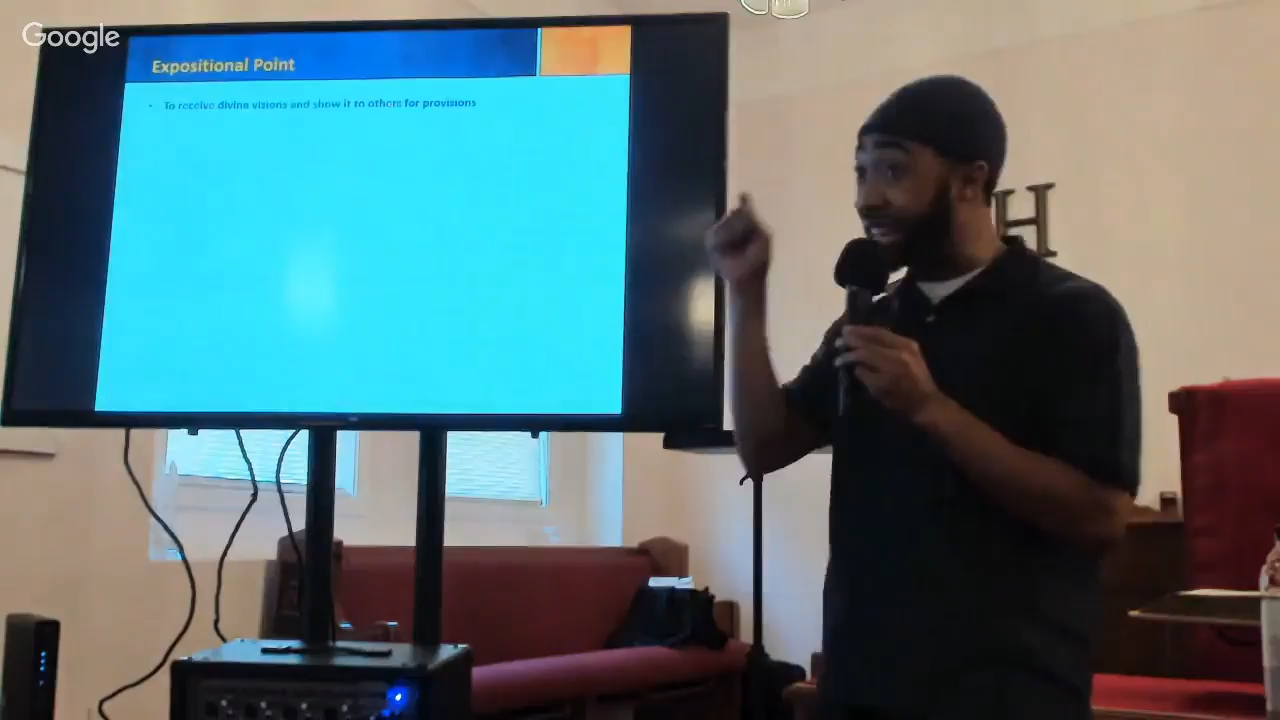 Google
Expositional Point
• To receive divine visions and show it to others for provisions
H